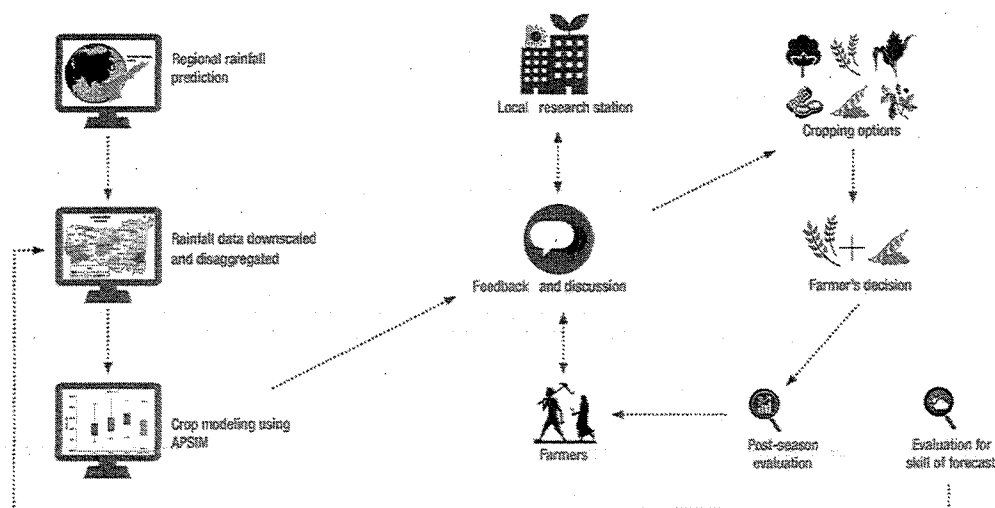 Regional rainfall
prediction
Rainfall data downscaled
and disaggregated
Crop modeling using
APSIM
Local research station
Feedback and discussion
Farmers
Cropping options
Farmer's decision
Post-season
evaluation
Evaluation for
skill of forecast